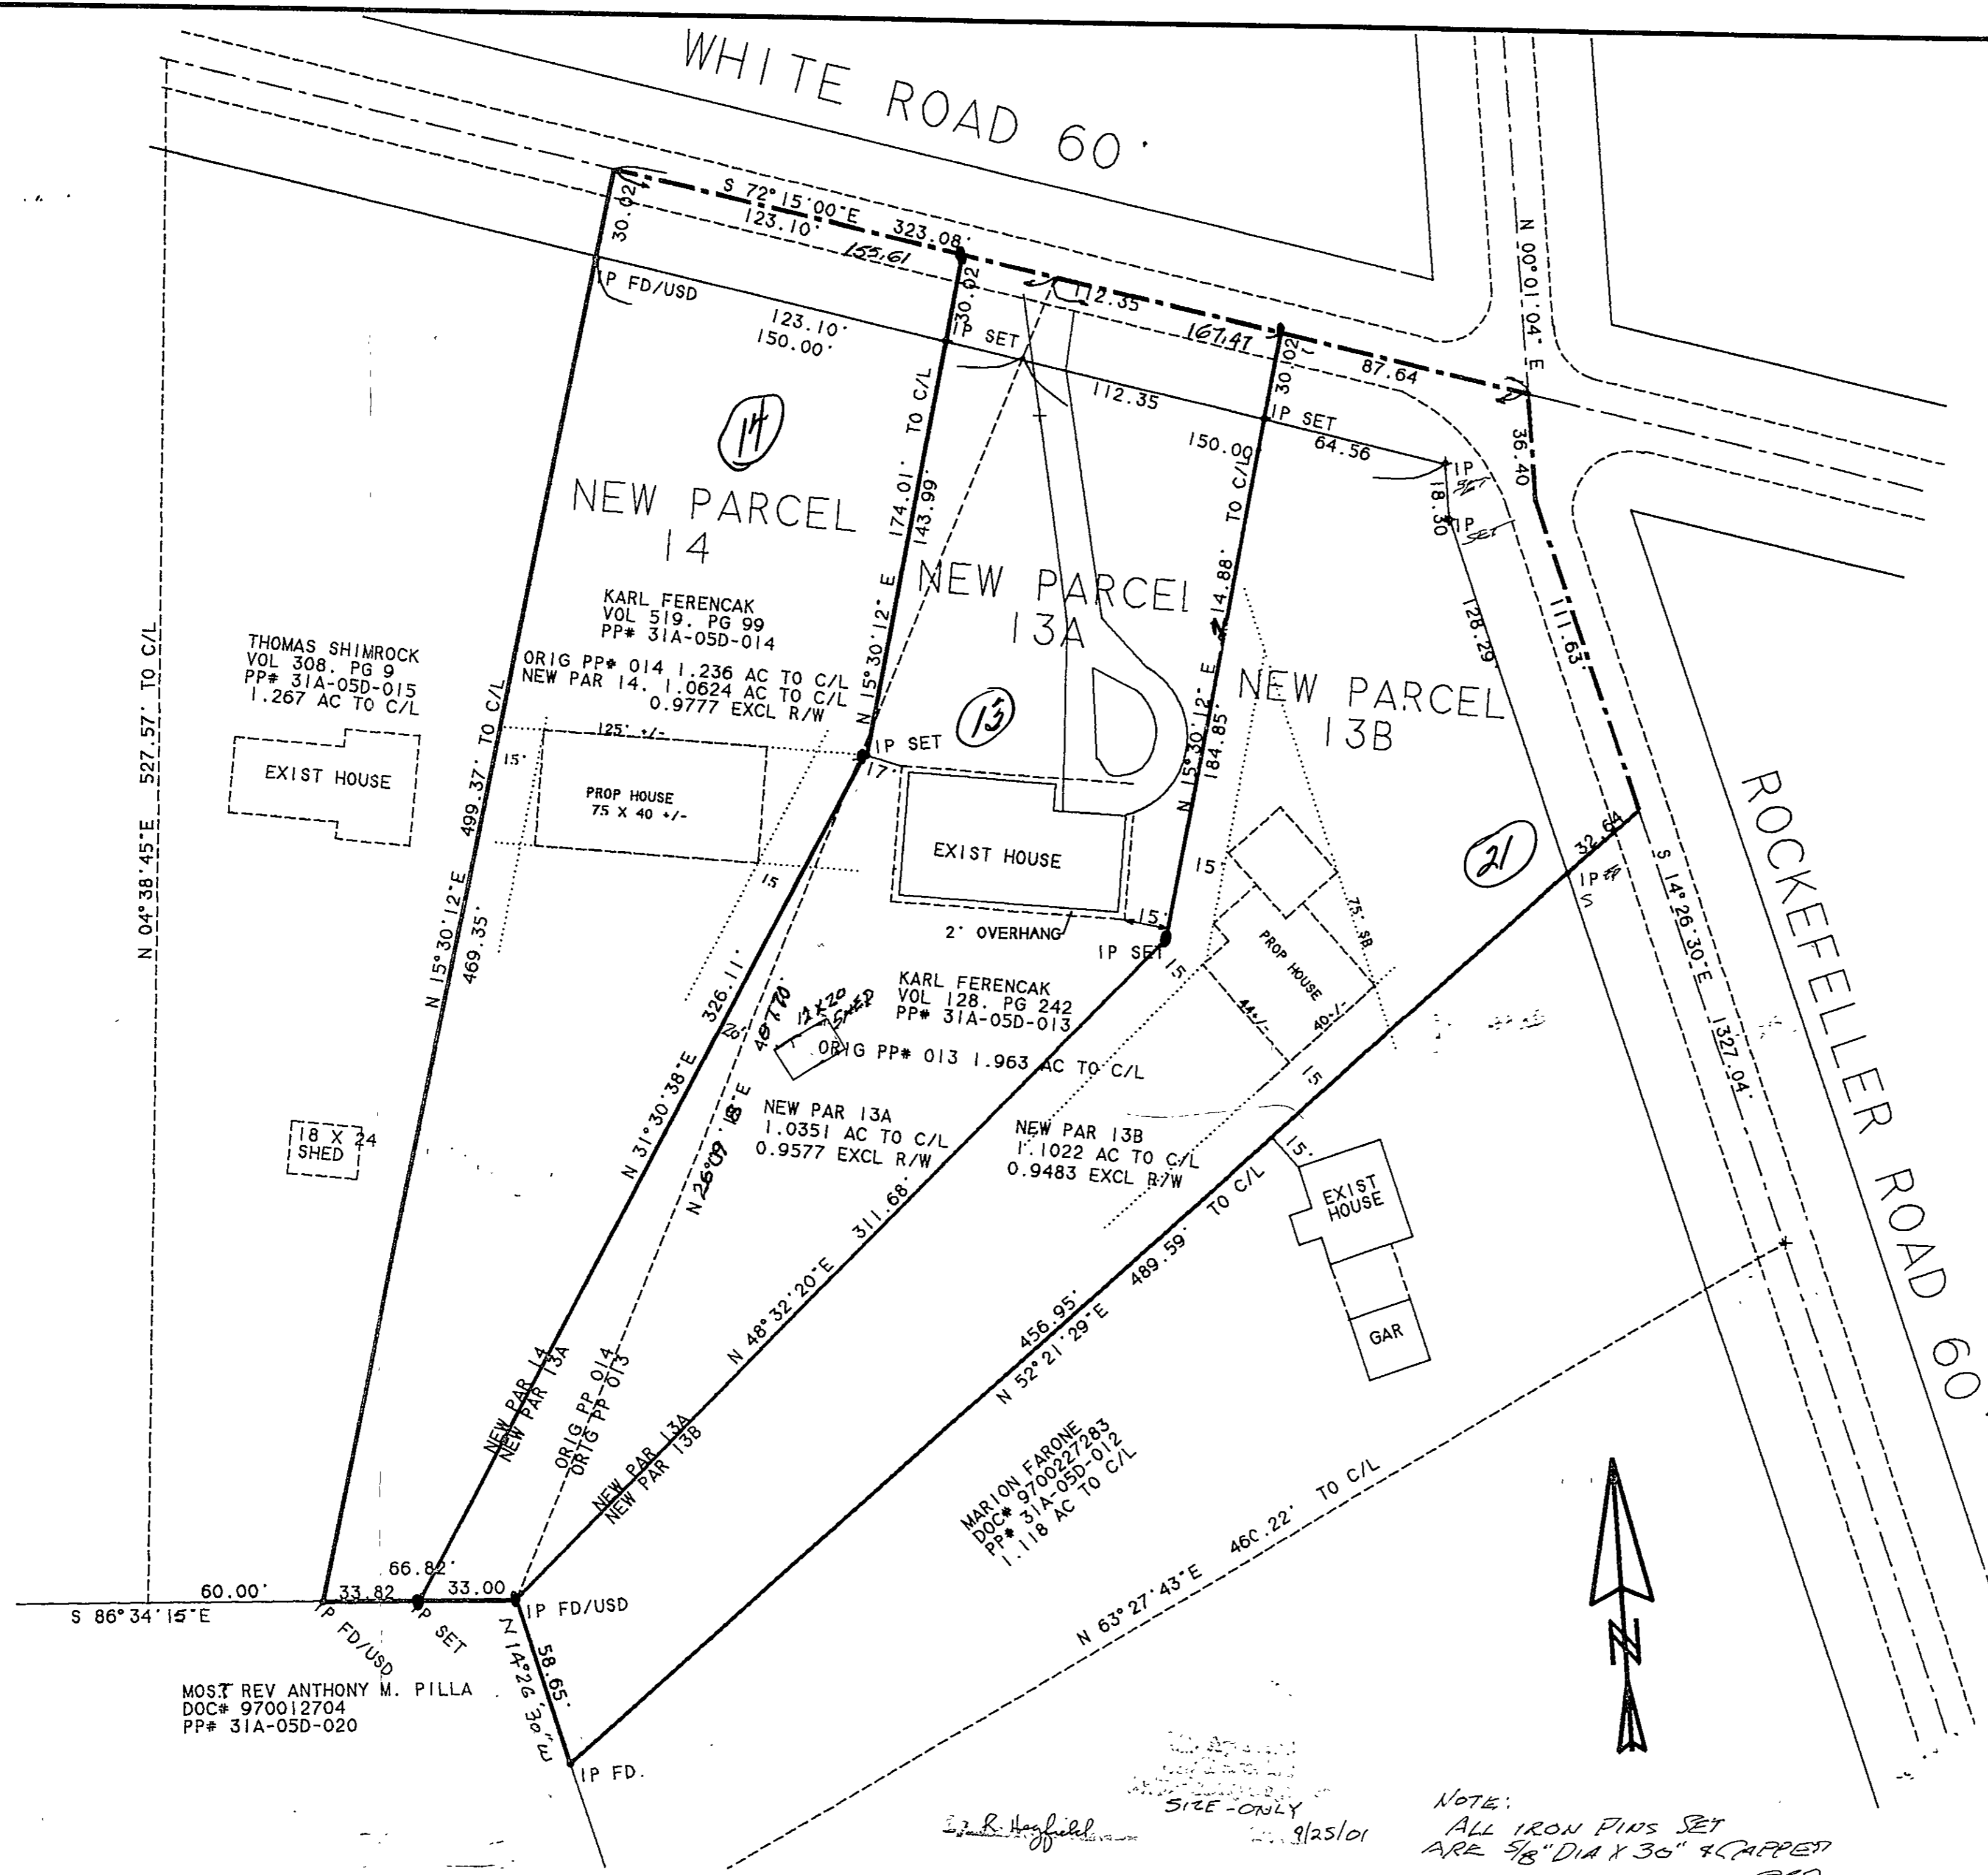 WHITE ROAD 60'
S 72°15'00"E 323.08'
123.10'
155.61
30.02
IP FD/USD
123.10'
150.00'
30.02
IP SET
112.35
167.47
112.35
30.02
IP SET
87.64
64.56
150.00
N 00°01'04" E
36.40
IP SET
18.30
IP SET
14
NEW PARCEL
14
174.01' TO C/L
143.99'
N 15°30'12" E
NEW PARCEL
13A
214.88' TO C/L
N 15°30'12" E
184.85'
NEW PARCEL
13B
128.29'
111.63'
KARL FERENCAK
VOL 519. PG 99
PP# 31A-05D-014
ORIG PP# 014 1.236 AC TO C/L
NEW PAR 14. 1.0624 AC TO C/L
0.9777 EXCL R/W
THOMAS SHIMROCK
VOL 308. PG 9
PP# 31A-05D-015
1.267 AC TO C/L
EXIST HOUSE
N 04°38'45"E 527.57' TO C/L
N 15°30'12"E 499.37' TO C/L
469.35'
15'
125' +/-
PROP HOUSE
75 X 40 +/-
15
IP SET
17'
13
EXIST HOUSE
2' OVERHANG
15'
IP SET
15
15
PROP HOUSE
44+/-
40+/-
75' SB
15
21
32.64
IP
S 14°26'30"E 1327.04'
ROCKEFELLER ROAD 60'
KARL FERENCAK
VOL 128. PG 242
PP# 31A-05D-013
ORIG PP# 013 1.963 AC TO C/L
12X20
SHED
20'
N 31°30'38"E 326.11'
N 26°09'18"E
NEW PAR 13A
1.0351 AC TO C/L
0.9577 EXCL R/W
NEW PAR 13B
1.1022 AC TO C/L
0.9483 EXCL R/W
18 X 24
SHED
N 48°32'20"E 311.68'
456.95'
N 52°21'29"E 489.59' TO C/L
15'
EXIST
HOUSE
GAR
NEW PAR 14
NEW PAR 13A
ORIG PP 014
ORIG PP 013
NEW PAR 13A
NEW PAR 13B
MARION FARONE
DOC# 9700227283
PP# 31A-05D-012
1.118 AC TO C/L
N 63°27'43"E 460.22' TO C/L
66.82'
60.00'
33.82
33.00
S 86°34'15"E
IP FD/USD
IP SET
IP FD/USD
N 14°26'30"W
58.65'
IP FD.
MOST REV ANTHONY M. PILLA
DOC# 970012704
PP# 31A-05D-020
N
SIZE-ONLY
9/25/01
NOTE:
ALL IRON PINS SET
ARE 5/8" DIA X 30" & CAPPED